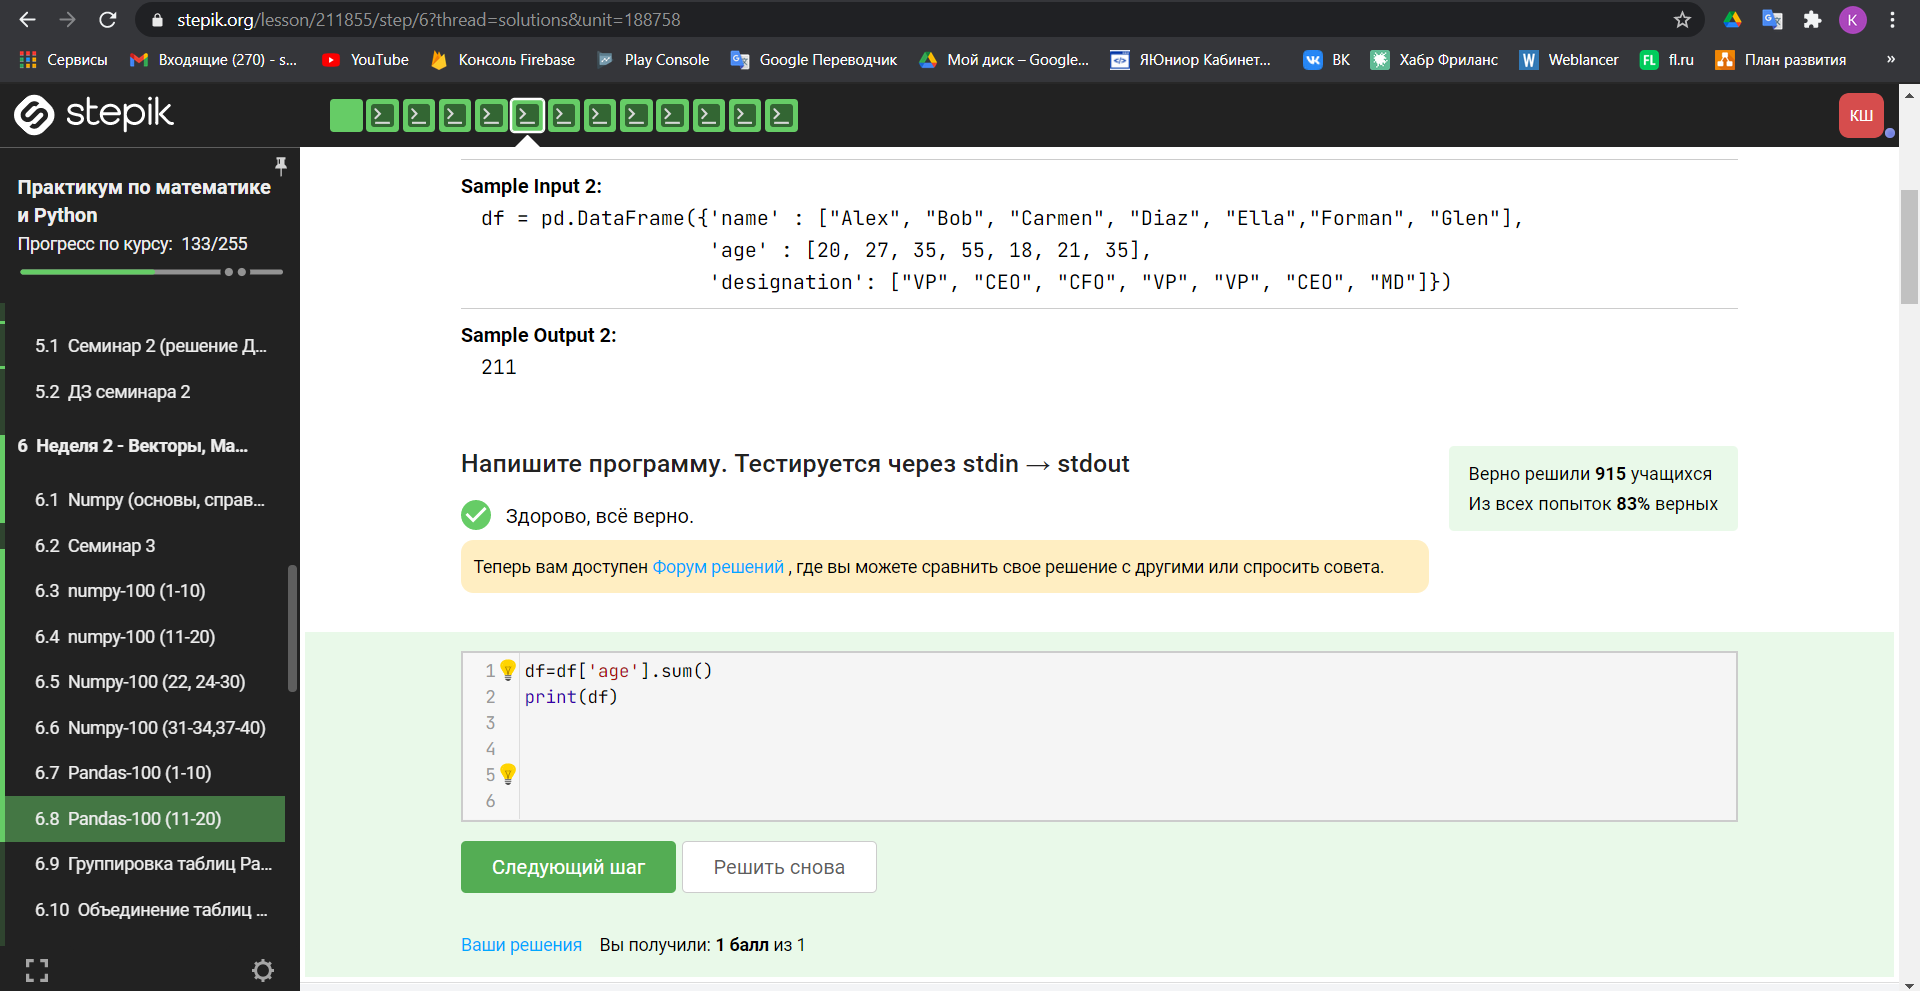 stepik.org/lesson/211855/step/6?thread=solutions&unit=188758
K
Сервисы
Входящие (270) - s...
YouTube
Консоль Firebase
Play Console
Google Переводчик
Мой диск – Google...
ЯЮниор Кабинет...
ВК
Хабр Фриланс
W Weblancer
FL fl.ru
План развития
»
stepik
КШ
Практикум по математике
и Python
Прогресс по курсу: 133/255
5.1 Семинар 2 (решение Д...
5.2 ДЗ семинара 2
6 Неделя 2 - Векторы, Ма...
6.1 Numpy (основы, справ...
6.2 Семинар 3
6.3 numpy-100 (1-10)
6.4 numpy-100 (11-20)
6.5 Numpy-100 (22, 24-30)
6.6 Numpy-100 (31-34,37-40)
6.7 Pandas-100 (1-10)
6.8 Pandas-100 (11-20)
6.9 Группировка таблиц Pa...
6.10 Объединение таблиц ...
Sample Input 2:
df = pd.DataFrame({'name' : ["Alex", "Bob", "Carmen", "Diaz", "Ella","Forman", "Glen"],
'age' : [20, 27, 35, 55, 18, 21, 35],
'designation': ["VP", "CEO", "CFO", "VP", "VP", "CEO", "MD"]})
Sample Output 2:
211
Напишите программу. Тестируется через stdin → stdout
Верно решили 915 учащихся
Из всех попыток 83% верных
Здорово, всё верно.
Теперь вам доступен Форум решений , где вы можете сравнить свое решение с другими или спросить совета.
1 df=df['age'].sum()
2 print(df)
3
4
5
6
Следующий шаг
Решить снова
Ваши решения Вы получили: 1 балл из 1